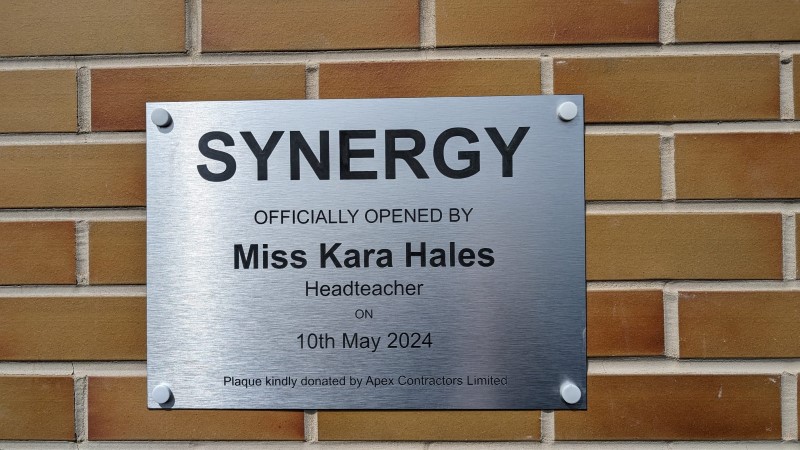 SYNERGY
OFFICIALLY OPENED BY
Miss Kara Hales
Headteacher
ON
10th May 2024
Plaque kindly donated by Apex Contractors Limited